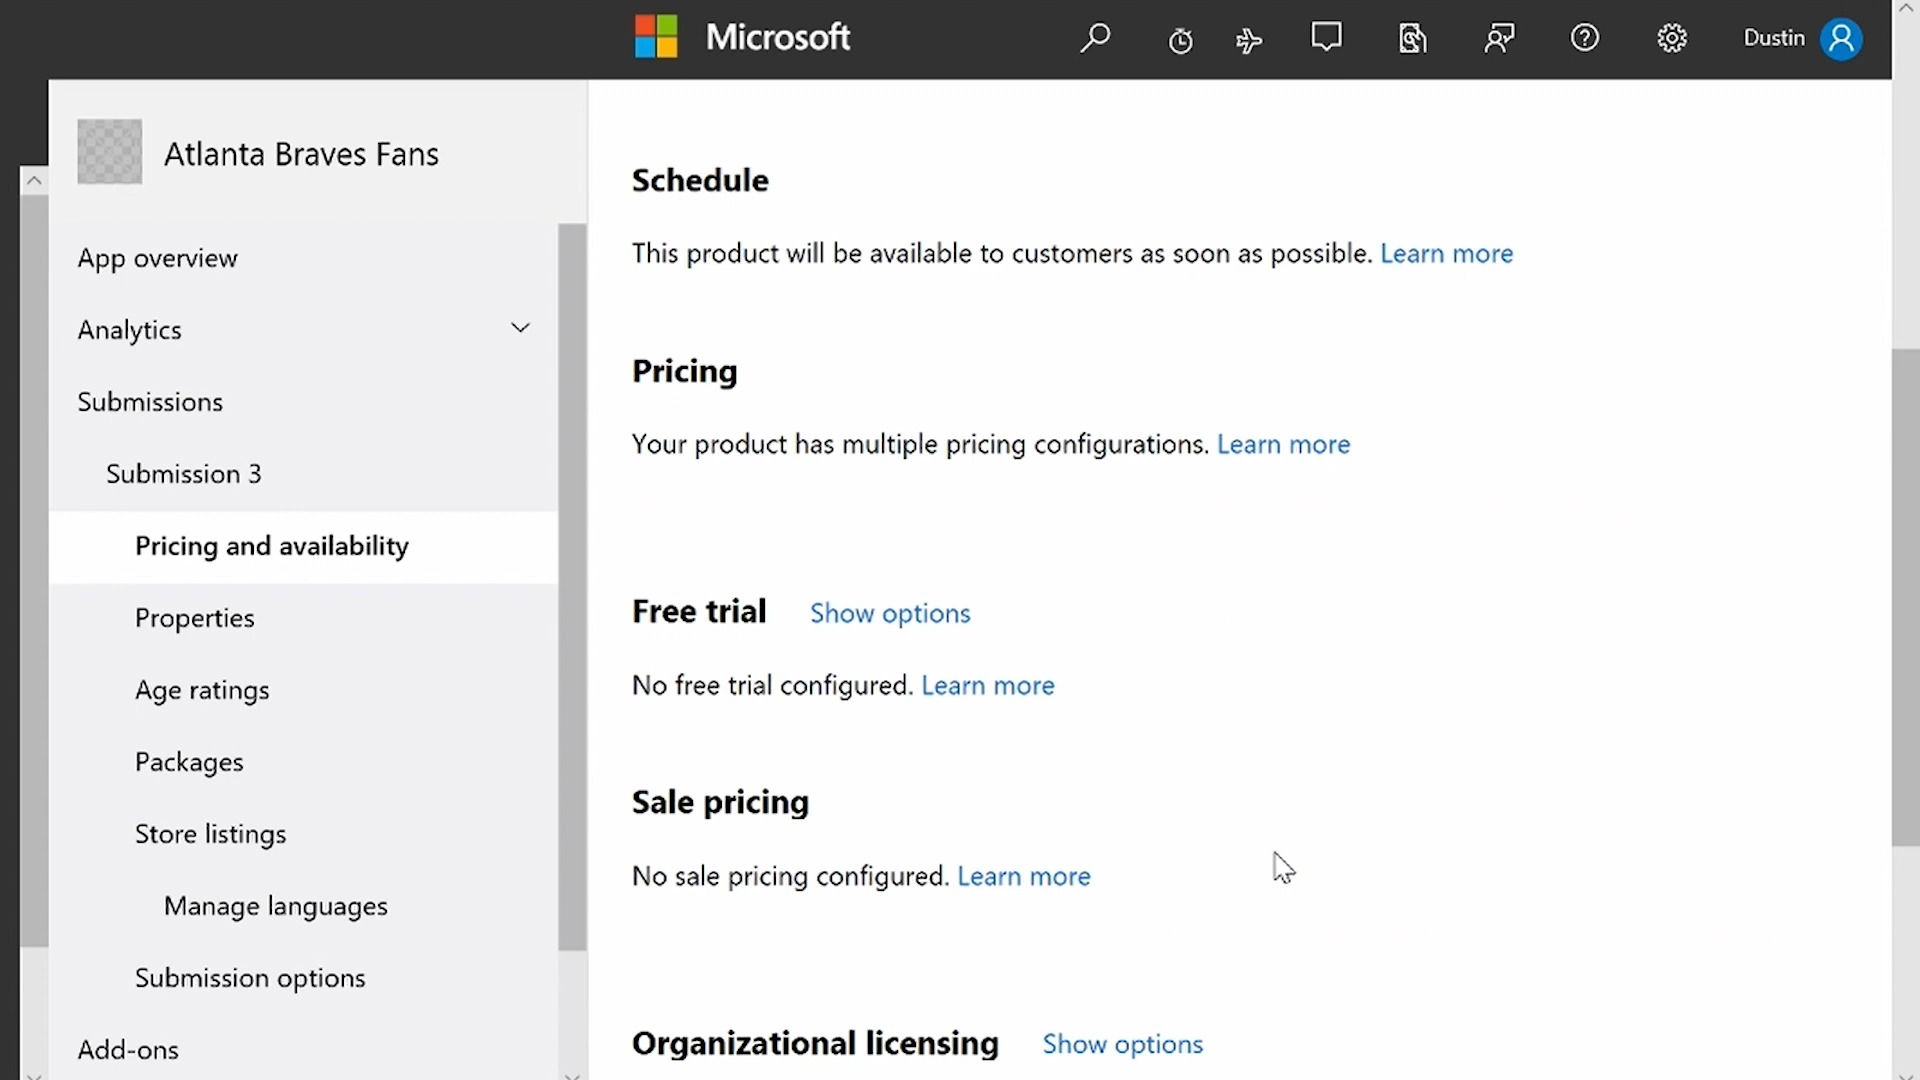 Microsoft
Dustin
Atlanta Braves Fans
App overview
Analytics
Submissions
Submission 3
Pricing and availability
Properties
Age ratings
Packages
Store listings
Manage languages
Submission options
Add-ons
Schedule
This product will be available to customers as soon as possible. Learn more
Pricing
Your product has multiple pricing configurations. Learn more
Free trial Show options
No free trial configured. Learn more
Sale pricing
No sale pricing configured. Learn more
Organizational licensing Show options